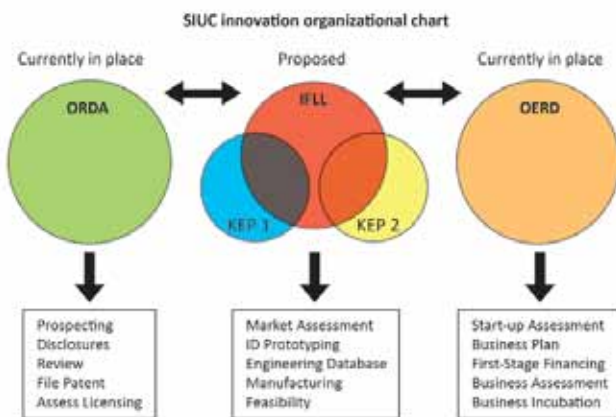 SIUC innovation organizational chart
Currently in place
Proposed
Currently in place
ORDA
IFLL
OERD
KEP 1
KEP 2
Prospecting
Disclosures
Review
File Patent
Assess Licensing
Market Assessment
ID Prototyping
Engineering Database
Manufacturing
Feasibility
Start-up Assessment
Business Plan
First-Stage Financing
Business Assessment
Business Incubation